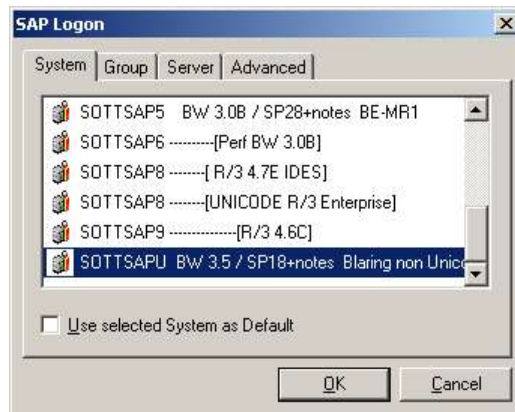 SAP Logon
System Group Server Advanced
SOTTSAP5 BW 3.0B / SP28+notes BE-MR1
SOTTSAP6 ---------[Perf BW 3.0B]
SOTTSAP8 -------[ R/3 4.7E IDES]
SOTTSAP8 -------[UNICODE R/3 Enterprise]
SOTTSAP9 --------------[R/3 4.6C]
SOTTSAPU BW 3.5 / SP18+notes Blaring non Unic
Use selected System as Default
OK Cancel